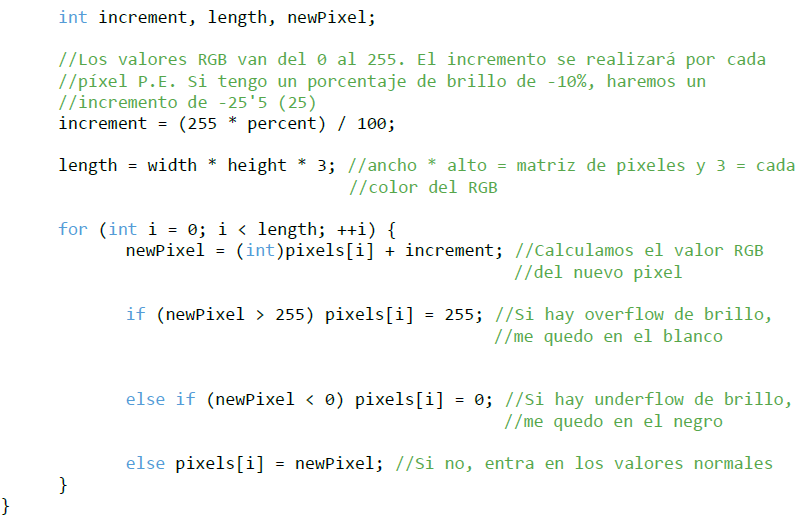 int increment, length, newPixel;
//Los valores RGB van del 0 al 255. El incremento se realizará por cada
//píxel P.E. Si tengo un porcentaje de brillo de -10%, haremos un
//incremento de -25'5 (25)
increment = (255 * percent) / 100;
length = width * height * 3; //ancho * alto = matriz de pixeles y 3 = cada
//color del RGB
for (int i = 0; i < length; ++i) {
newPixel = (int)pixels[i] + increment; //Calculamos el valor RGB
//del nuevo pixel
if (newPixel > 255) pixels[i] = 255; //Si hay overflow de brillo,
//me quedo en el blanco
else if (newPixel < 0) pixels[i] = 0; //Si hay underflow de brillo,
//me quedo en el negro
else pixels[i] = newPixel; //Si no, entra en los valores normales
}
}